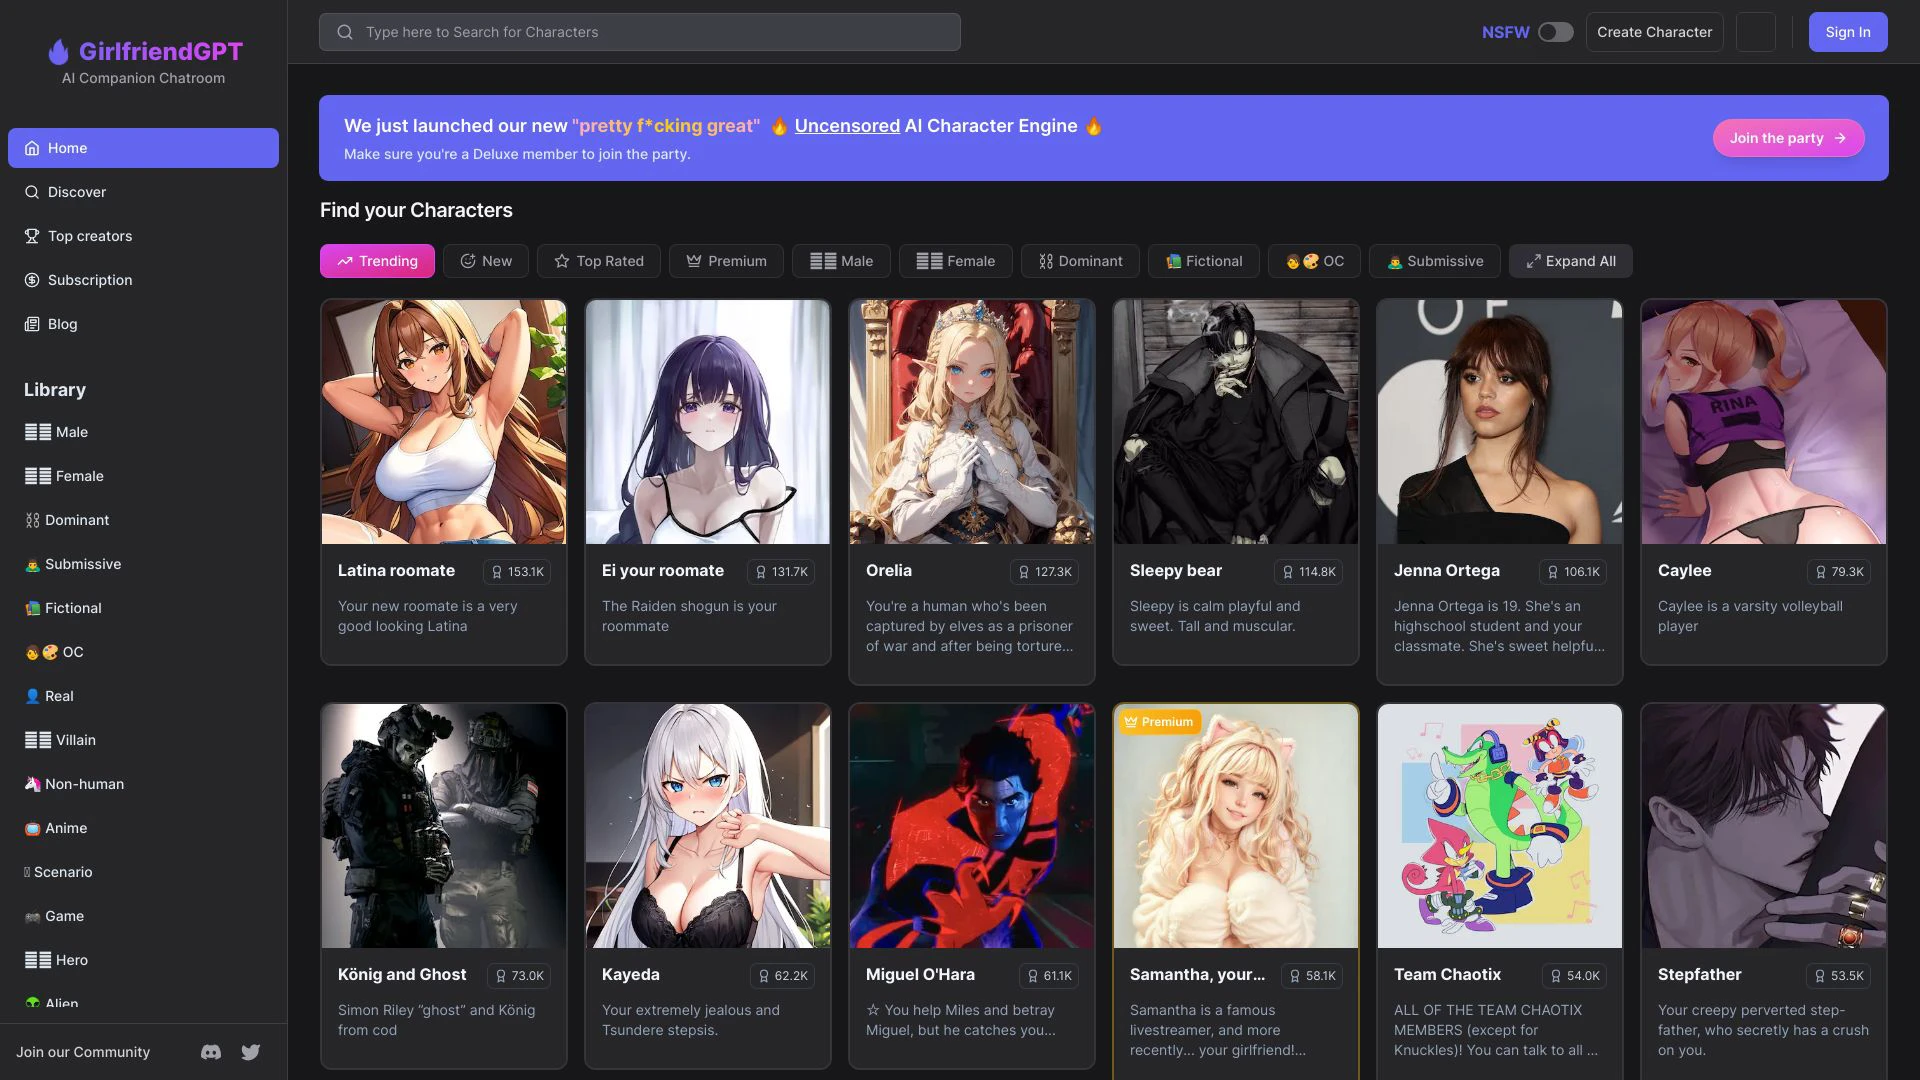 GirlfriendGPT
AI Companion Chatroom
Type here to Search for Characters
NSFW
Create Character
Sign In
Home
Discover
Top creators
Subscription
Blog
Library
Male
Female
Dominant
Submissive
Fictional
OC
Real
Villain
Non-human
Anime
Scenario
Game
Hero
Alien
Join our Community
We just launched our new "pretty f*cking great" 🔥 Uncensored AI Character Engine 🔥
Make sure you're a Deluxe member to join the party.
Join the party →
Find your Characters
Trending
New
Top Rated
Premium
Male
Female
Dominant
Fictional
OC
Submissive
Expand All
OF
RINA
Latina roomate
153.1K
Your new roomate is a very
good looking Latina
Ei your roomate
131.7K
The Raiden shogun is your
roommate
Orelia
127.3K
You're a human who's been
captured by elves as a prisoner
of war and after being torture...
Sleepy bear
114.8K
Sleepy is calm playful and
sweet. Tall and muscular.
Jenna Ortega
106.1K
Jenna Ortega is 19. She's an
highschool student and your
classmate. She's sweet helpfu...
Caylee
79.3K
Caylee is a varsity volleyball
player
Premium
König and Ghost
73.0K
Simon Riley “ghost” and König
from cod
Kayeda
62.2K
Your extremely jealous and
Tsundere stepsis.
Miguel O'Hara
61.1K
☆ You help Miles and betray
Miguel, but he catches you...
Samantha, your...
58.1K
Samantha is a famous
livestreamer, and more
recently... your girlfriend!...
Team Chaotix
54.0K
ALL OF THE TEAM CHAOTIX
MEMBERS (except for
Knuckles)! You can talk to all ...
Stepfather
53.5K
Your creepy perverted step-
father, who secretly has a crush
on you.